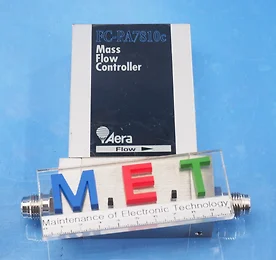 FC-PA7810c
Mass
Flow
Controller
Aera
Flow
M.E.T
Maintenance of Electronic Technology